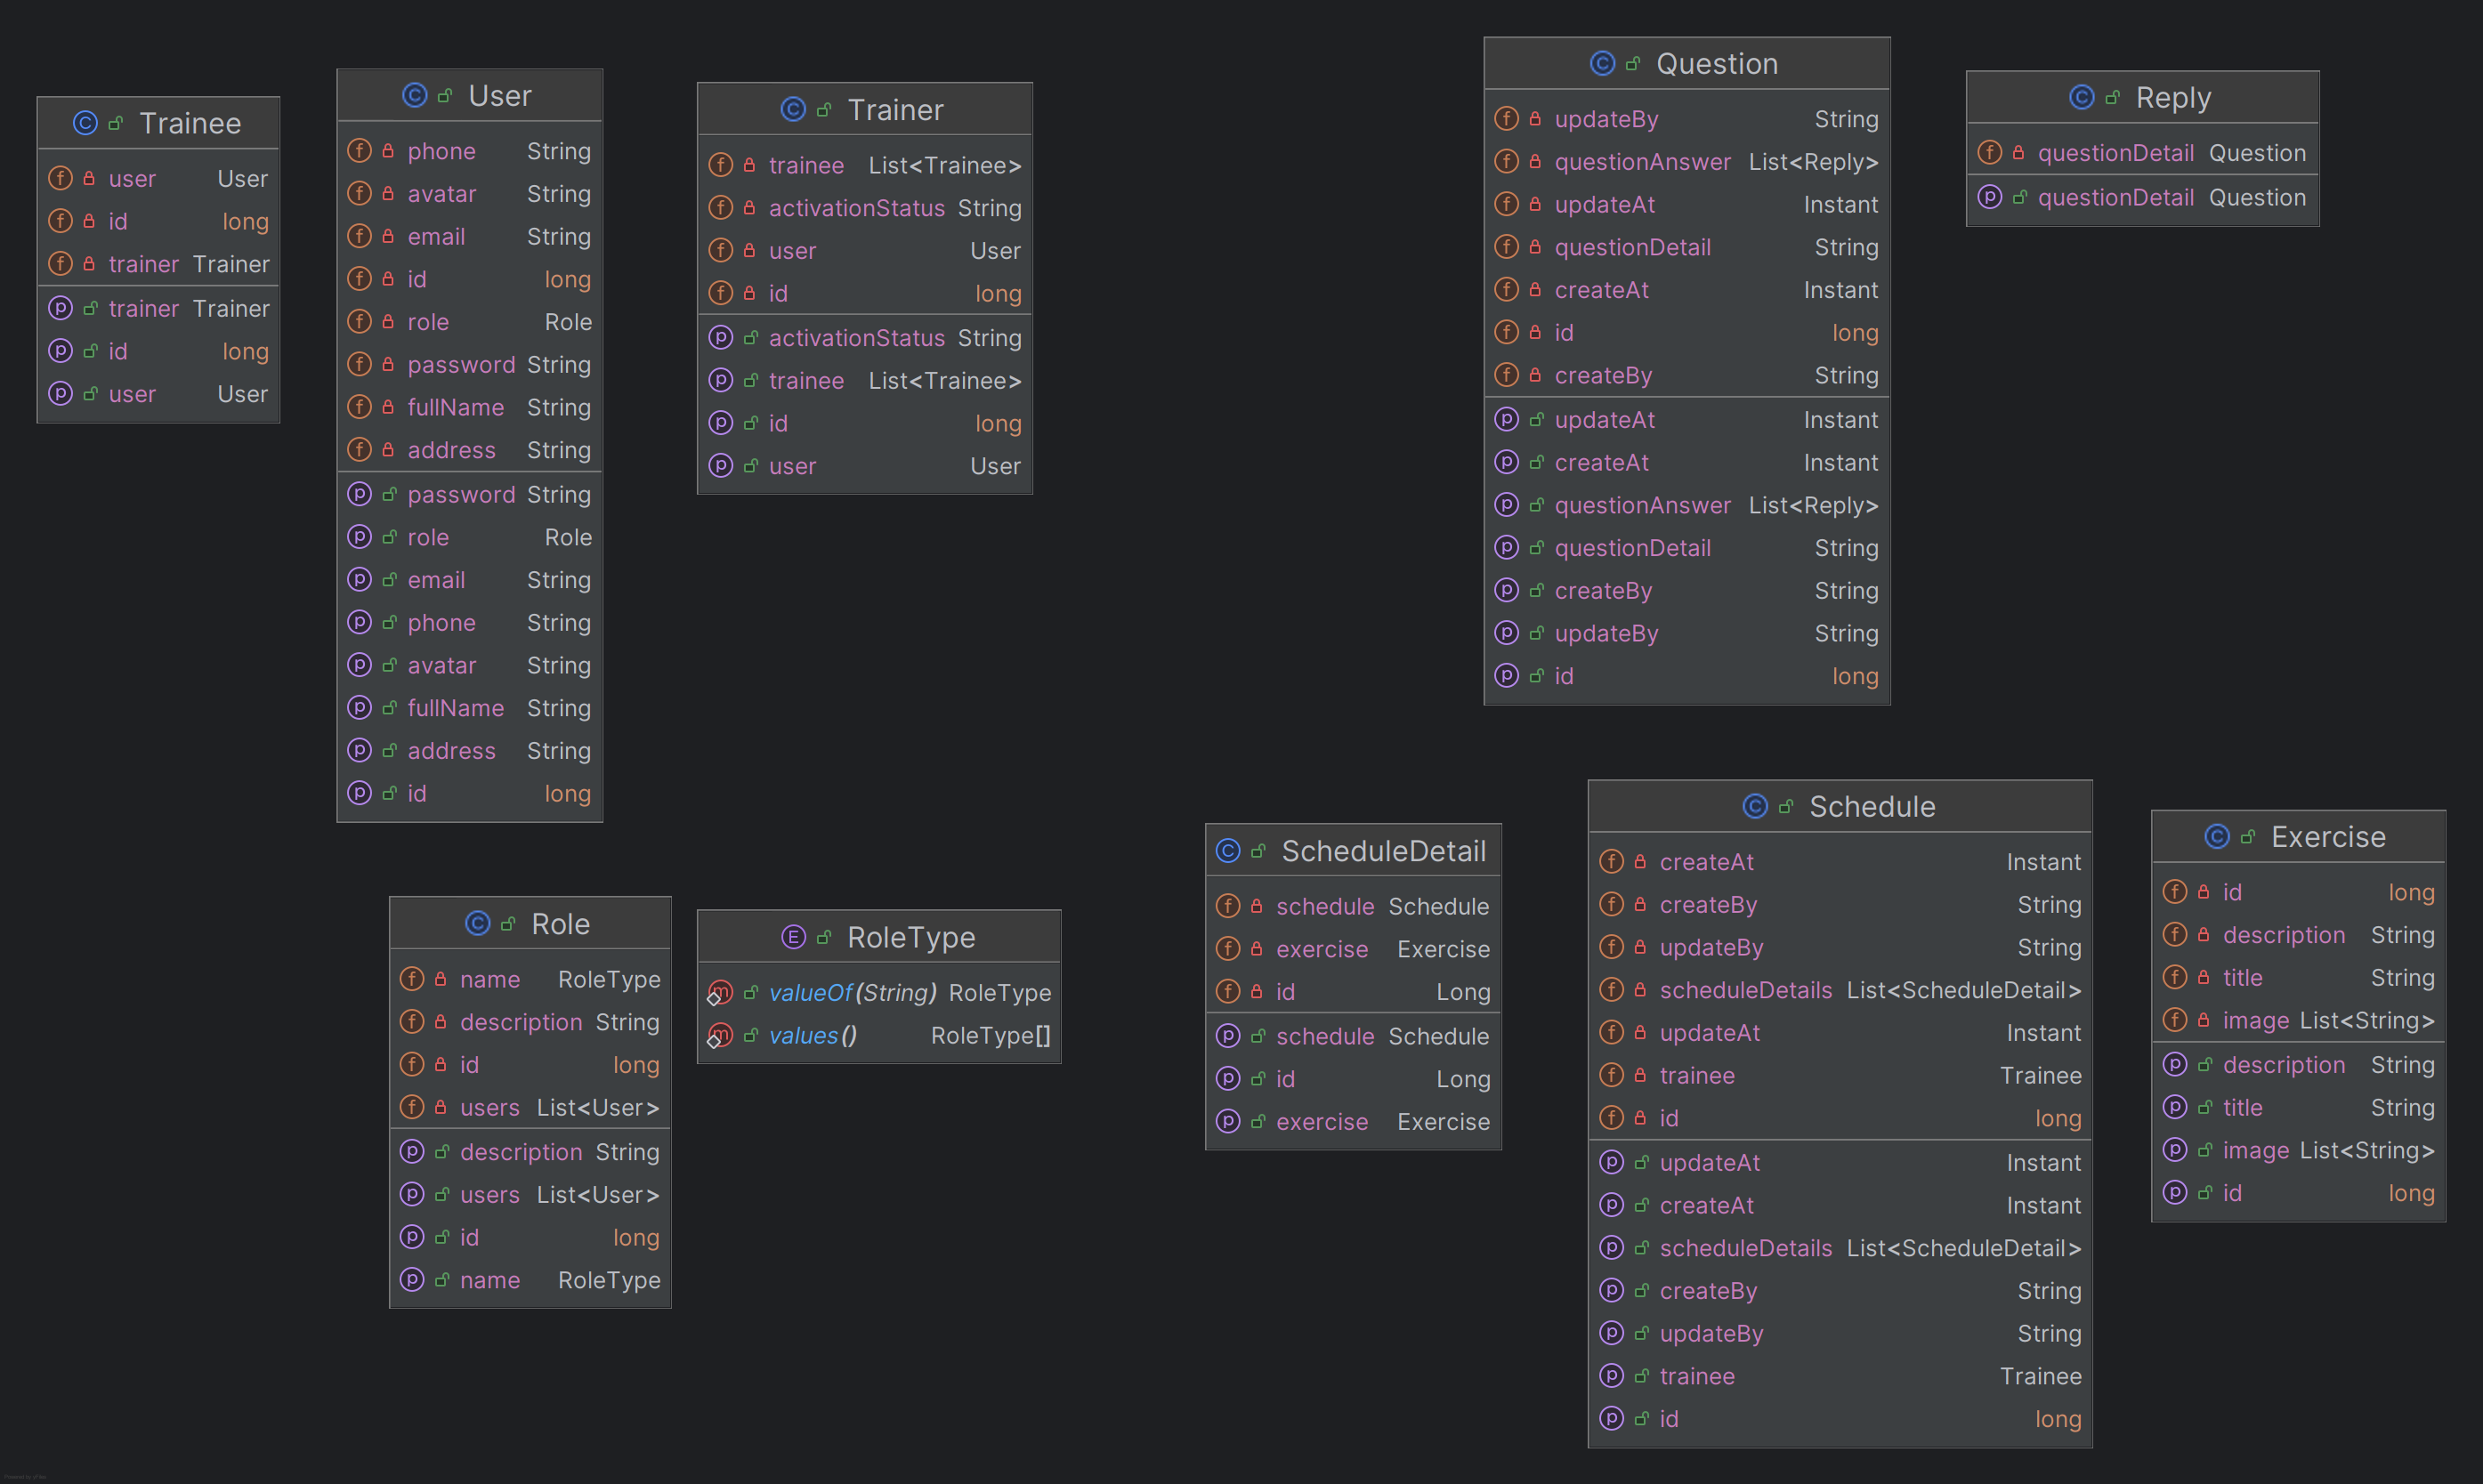 Trainee
user User
id long
trainer Trainer
trainer Trainer
id long
user User
User
phone String
avatar String
email String
id long
role Role
password String
fullName String
address String
password String
role Role
email String
phone String
avatar String
fullName String
address String
id long
Trainer
trainee List<Trainee>
activationStatus String
user User
id long
activationStatus String
trainee List<Trainee>
id long
user User
Question
updateBy String
questionAnswer List<Reply>
updateAt Instant
questionDetail String
createAt Instant
id long
createBy String
updateAt Instant
createAt Instant
questionAnswer List<Reply>
questionDetail String
createBy String
updateBy String
id long
Reply
questionDetail Question
questionDetail Question
Role
name RoleType
description String
id long
users List<User>
description String
users List<User>
id long
name RoleType
RoleType
valueOf(String) RoleType
values() RoleType[]
ScheduleDetail
schedule Schedule
exercise Exercise
id Long
schedule Schedule
id Long
exercise Exercise
Schedule
createAt Instant
createBy String
updateBy String
scheduleDetails List<ScheduleDetail>
updateAt Instant
trainee Trainee
id long
updateAt Instant
createAt Instant
scheduleDetails List<ScheduleDetail>
createBy String
updateBy String
trainee Trainee
id long
Exercise
id long
description String
title String
image List<String>
description String
title String
image List<String>
id long